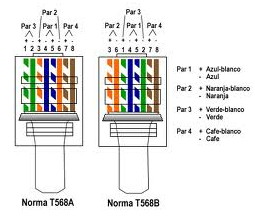 Par 2
Par 3 Par 1 Par 4
+ - + - + - + -
1 2 3 4 5 6 7 8
Norma T568A
Par 3
Par 2 Par 1 Par 4
+ - + - + - + -
3 6 1 4 5 2 7 8
Norma T568B
Par 1 + Azul-blanco
- Azul
Par 2 + Naranja-blanco
- Naranja
Par 3 + Verde-blanco
- Verde
Par 4 + Cafe-blanco
- Cafe